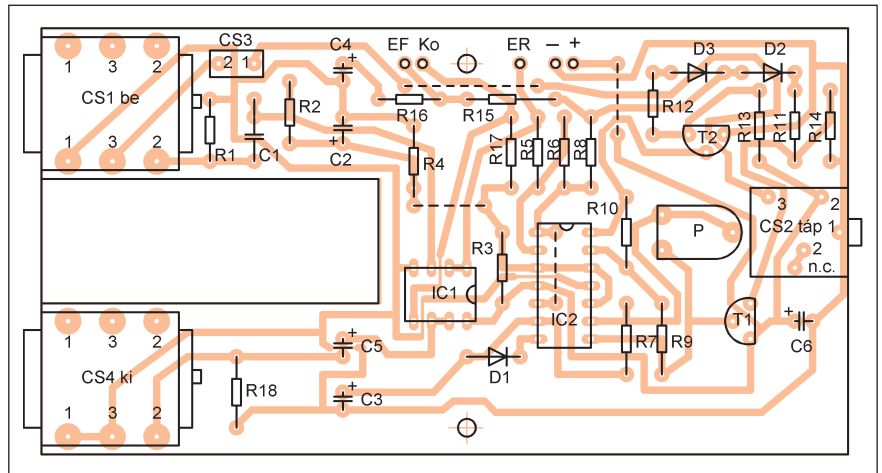 CS3
C4
EF Ko
ER
− +
D3
D2
1 3 2
2 1
CS1 be
R2
R16
R15
R12
T2
R13
R11
R14
1 3 2
R1
C1
C2
R4
R17
R5
R6
R8
R10
3 2
P
CS2 táp 1
R3
2
n.c.
IC1
IC2
T1
1 3 2
C5
D1
R7
R9
C6
CS4 ki
R18
C3
1 3 2
+
+
+
+
+